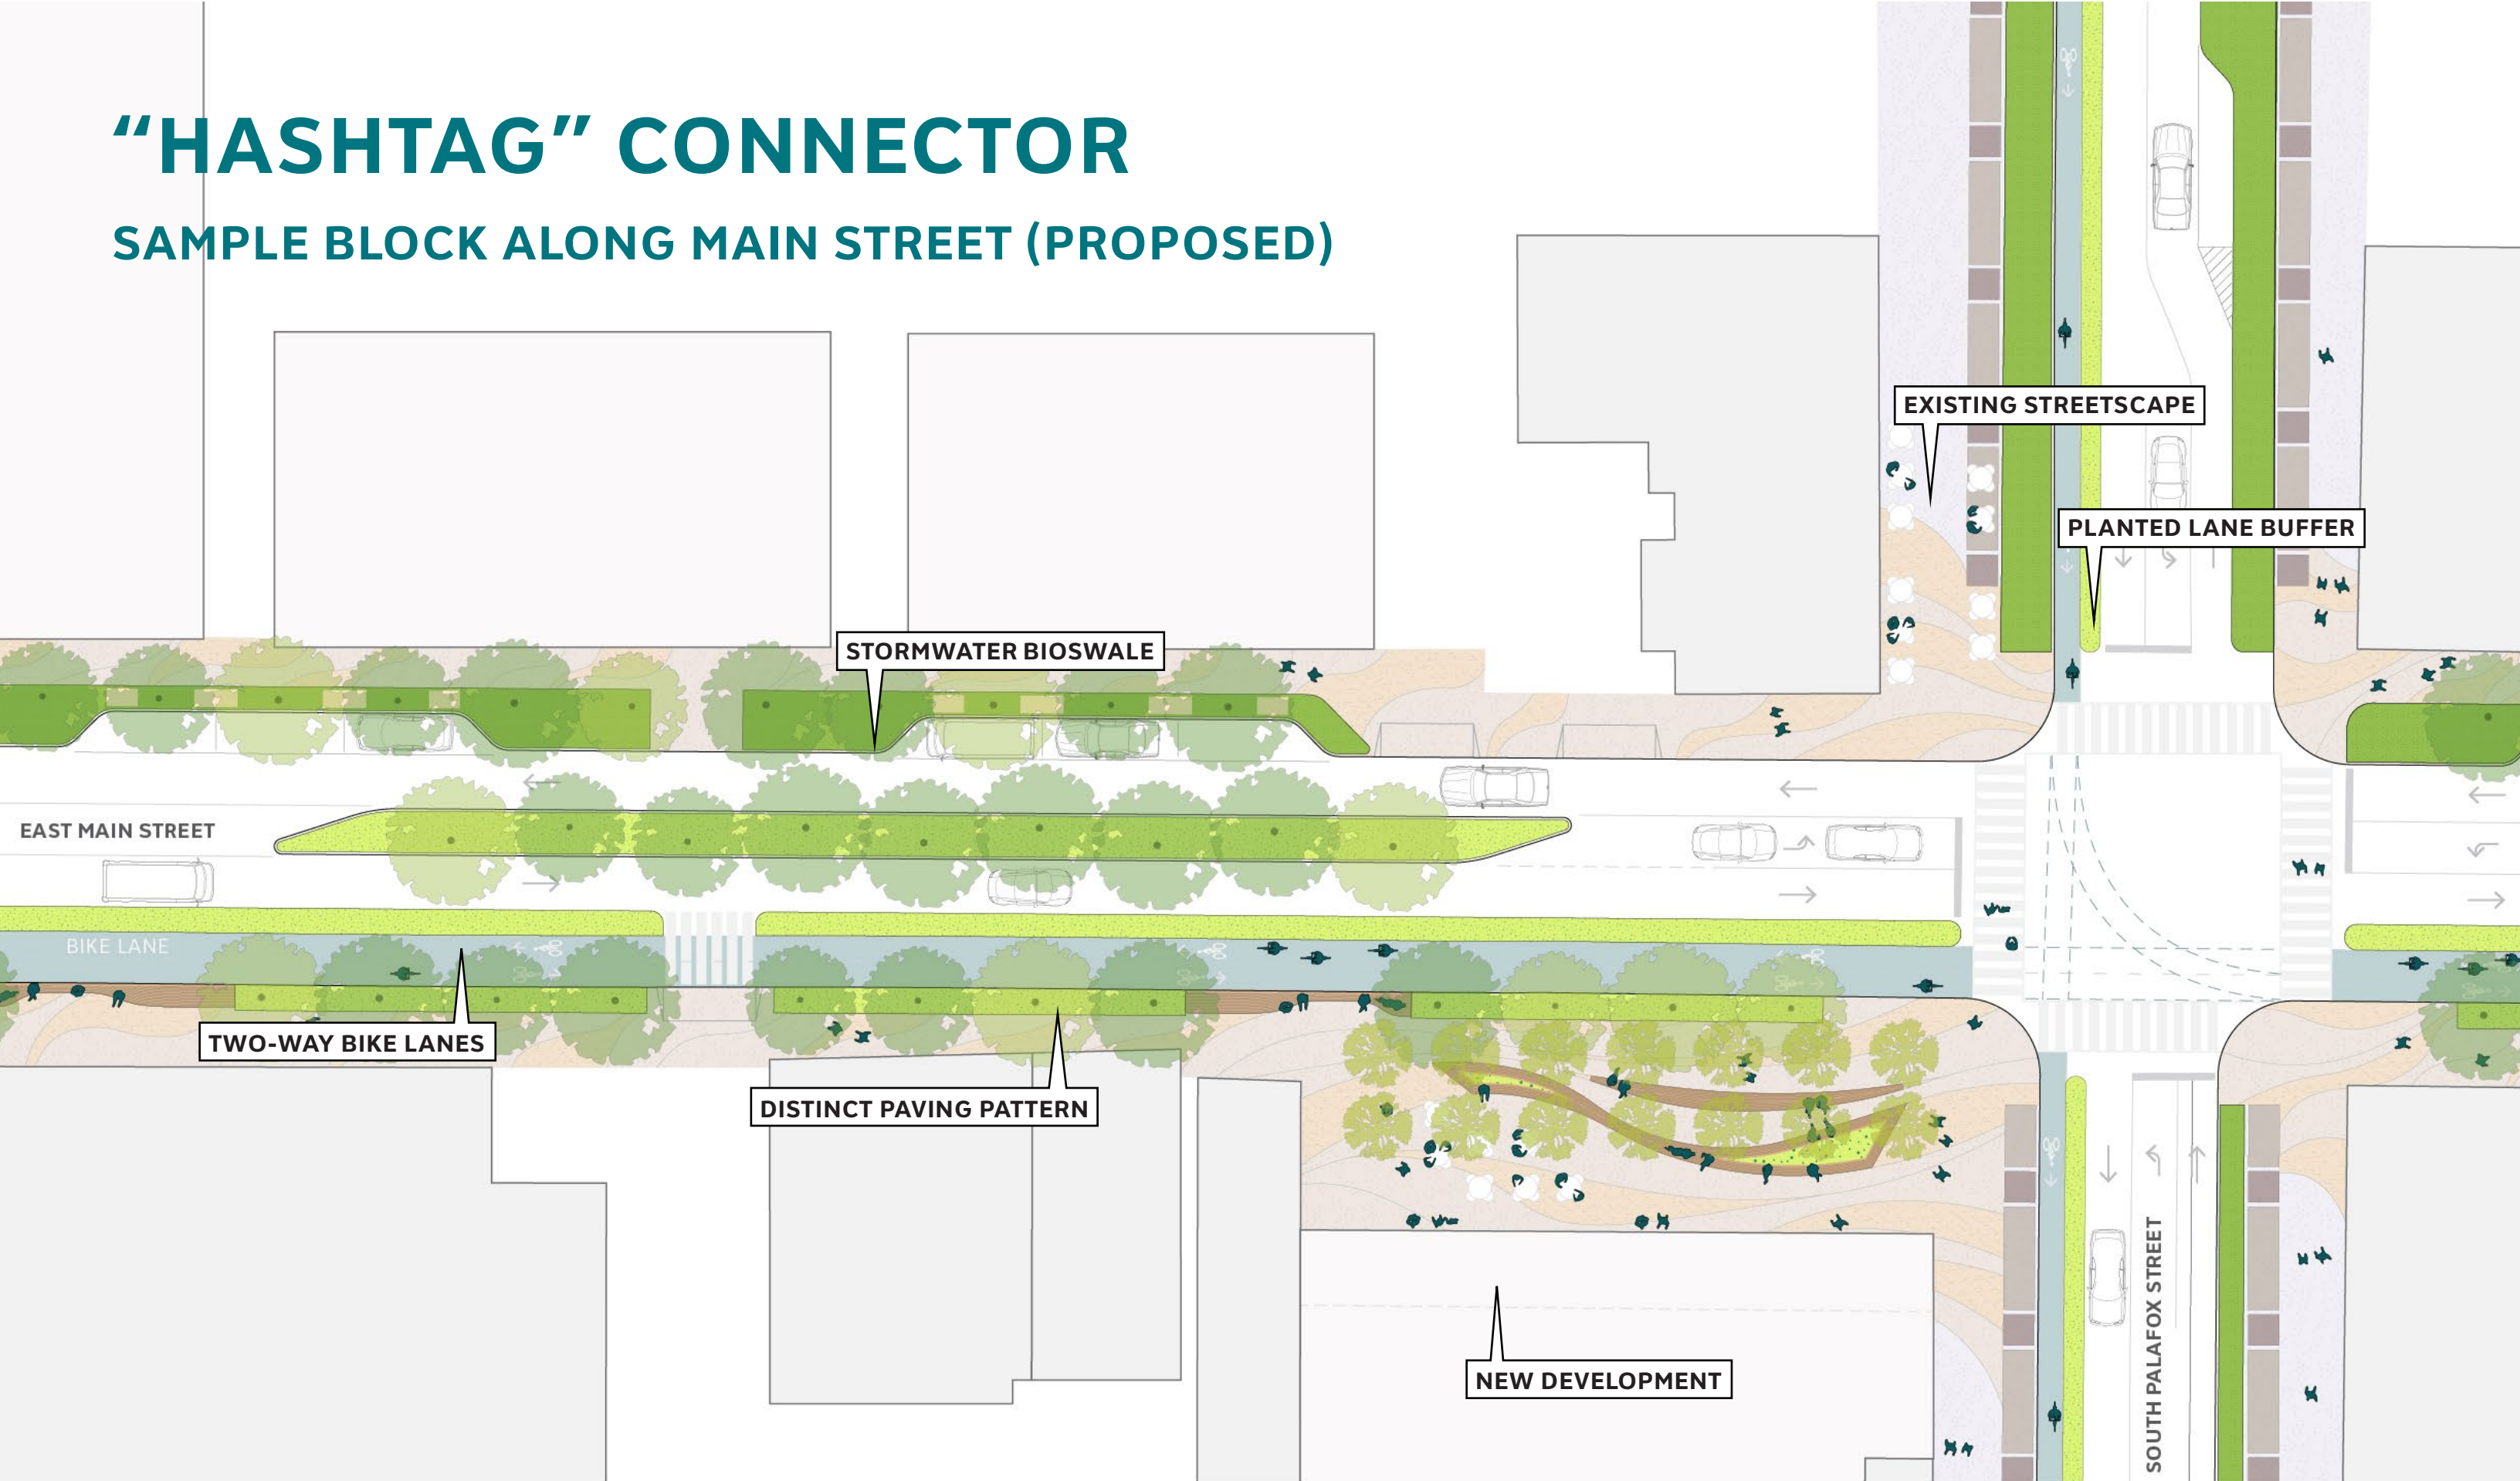 “HASHTAG” CONNECTOR
SAMPLE BLOCK ALONG MAIN STREET (PROPOSED)
EXISTING STREETSCAPE
PLANTED LANE BUFFER
STORMWATER BIOSWALE
EAST MAIN STREET
BIKE LANE
TWO-WAY BIKE LANES
DISTINCT PAVING PATTERN
NEW DEVELOPMENT
SOUTH PALAFOX STREET